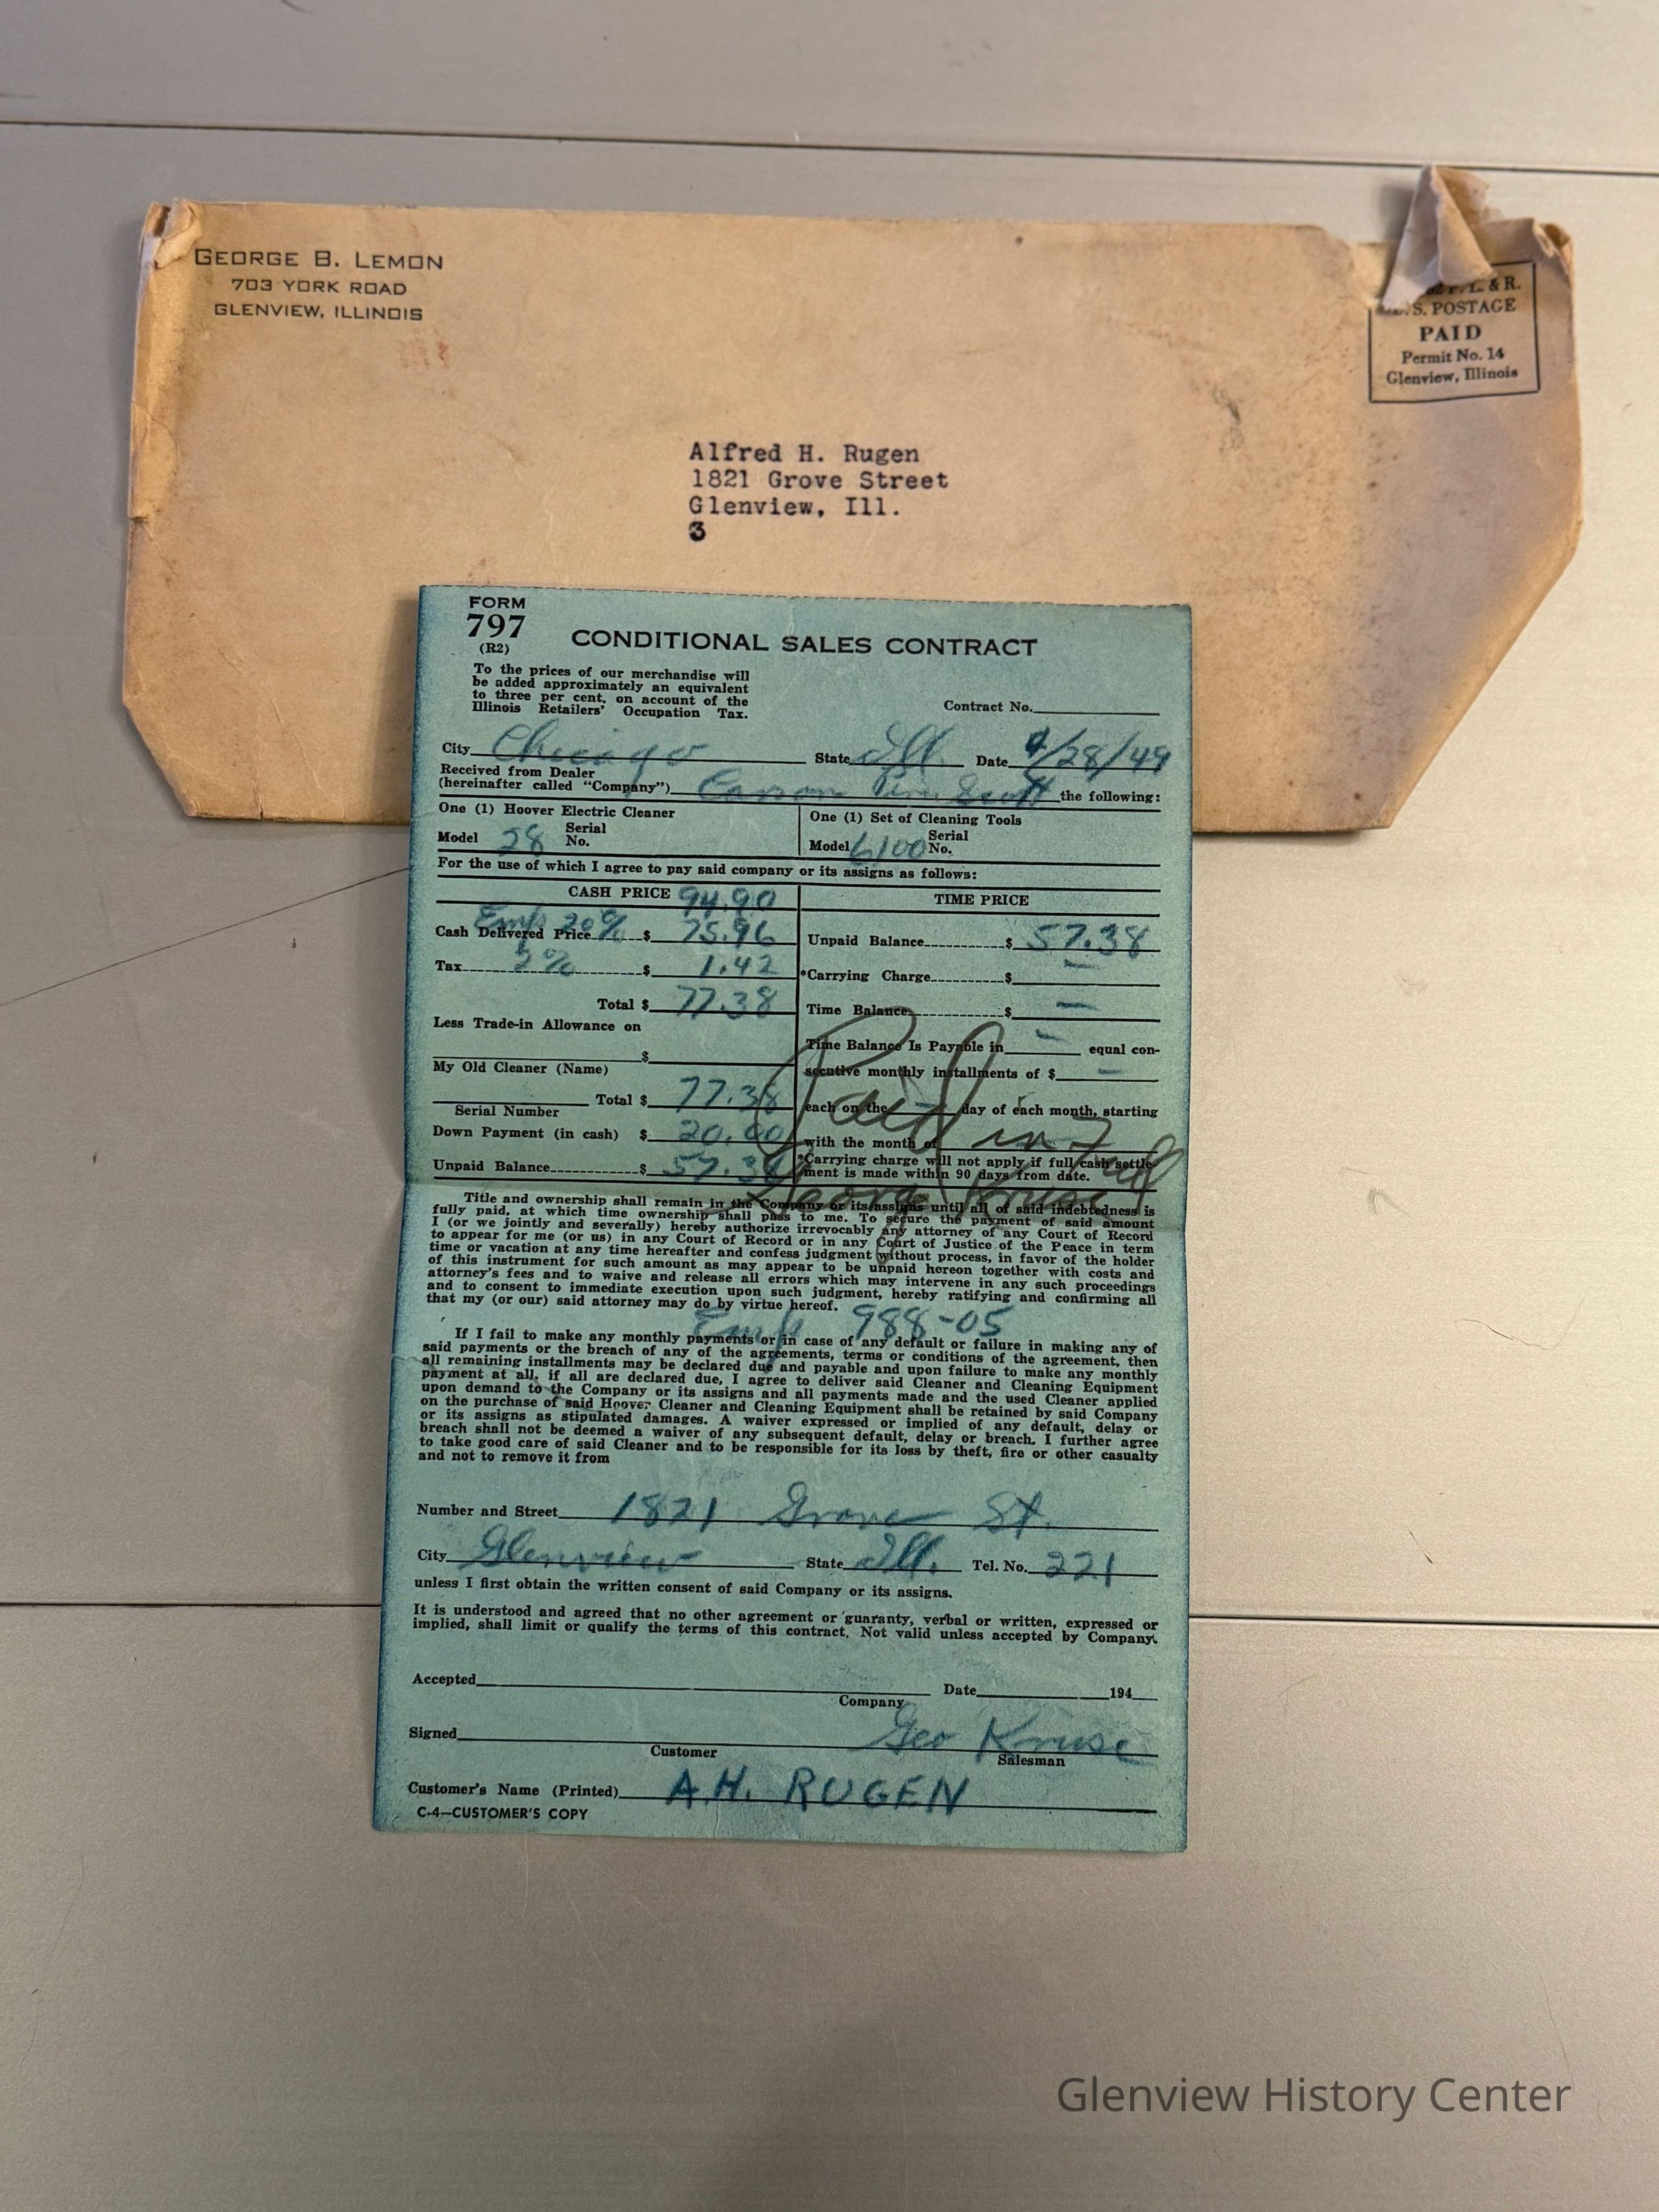 GEORGE B. LEMON
703 YORK ROAD
GLENVIEW, ILLINOIS
P. L. & R.
U.S. POSTAGE
PAID
Permit No. 14
Glenview, Illinois
Alfred H. Rugen
1821 Grove Street
Glenview, Ill.
3
FORM
797
(R2)
CONDITIONAL SALES CONTRACT
To the prices of our merchandise will
be added approximately an equivalent
to three per cent. on account of the
Illinois Retailers' Occupation Tax.
Contract No.
City Chicago State Ill. Date /28/49
Received from Dealer
(hereinafter called "Company") Carson Pirie Scott the following:
One (1) Hoover Electric Cleaner
Model 28 Serial No.
One (1) Set of Cleaning Tools
Model 6100 Serial No.
For the use of which I agree to pay said company or its assigns as follows:
CASH PRICE 94.90
Emp 20%
Cash Delivered Price $ 75.96
Tax 2% $ 1.42
Total $ 77.38
Less Trade-in Allowance on
$
My Old Cleaner (Name)
Total $ 77.38
Serial Number
Down Payment (in cash) $ 20.00
Unpaid Balance $ 57.38
TIME PRICE
Unpaid Balance $ 57.38
*Carrying Charge $ —
Time Balance $ —
Time Balance Is Payable in — equal con-
secutive monthly installments of $ —
each on the — day of each month, starting
with the month of
*Carrying charge will not apply if full cash settle-
ment is made within 90 days from date.
Paid in Full
George Kruse
Title and ownership shall remain in the Company or its assigns until all of said indebtedness is
fully paid, at which time ownership shall pass to me. To secure the payment of said amount
I (or we jointly and severally) hereby authorize irrevocably any attorney of any Court of Record
to appear for me (or us) in any Court of Record or in any Court of Justice of the Peace in term
time or vacation at any time hereafter and confess judgment without process, in favor of the holder
of this instrument for such amount as may appear to be unpaid hereon together with costs and
attorney's fees and to waive and release all errors which may intervene in any such proceedings
and to consent to immediate execution upon such judgment, hereby ratifying and confirming all
that my (or our) said attorney may do by virtue hereof.
Emp 988-05
If I fail to make any monthly payments or in case of any default or failure in making any of
said payments or the breach of any of the agreements, terms or conditions of the agreement, then
all remaining installments may be declared due and payable and upon failure to make any monthly
payment at all, if all are declared due, I agree to deliver said Cleaner and Cleaning Equipment
upon demand to the Company or its assigns and all payments made and the used Cleaner applied
on the purchase of said Hoover Cleaner and Cleaning Equipment shall be retained by said Company
or its assigns as stipulated damages. A waiver expressed or implied of any default, delay or
breach shall not be deemed a waiver of any subsequent default, delay or breach. I further agree
to take good care of said Cleaner and to be responsible for its loss by theft, fire or other casualty
and not to remove it from
Number and Street 1821 Grove St.
City Glenview State Ill. Tel. No. 221
unless I first obtain the written consent of said Company or its assigns.
It is understood and agreed that no other agreement or guaranty, verbal or written, expressed or
implied, shall limit or qualify the terms of this contract. Not valid unless accepted by Company.
Accepted Date 194
Company
Signed Geo Kruse
Customer Salesman
Customer's Name (Printed) A.H. RUGEN
C-4—CUSTOMER'S COPY
Glenview History Center